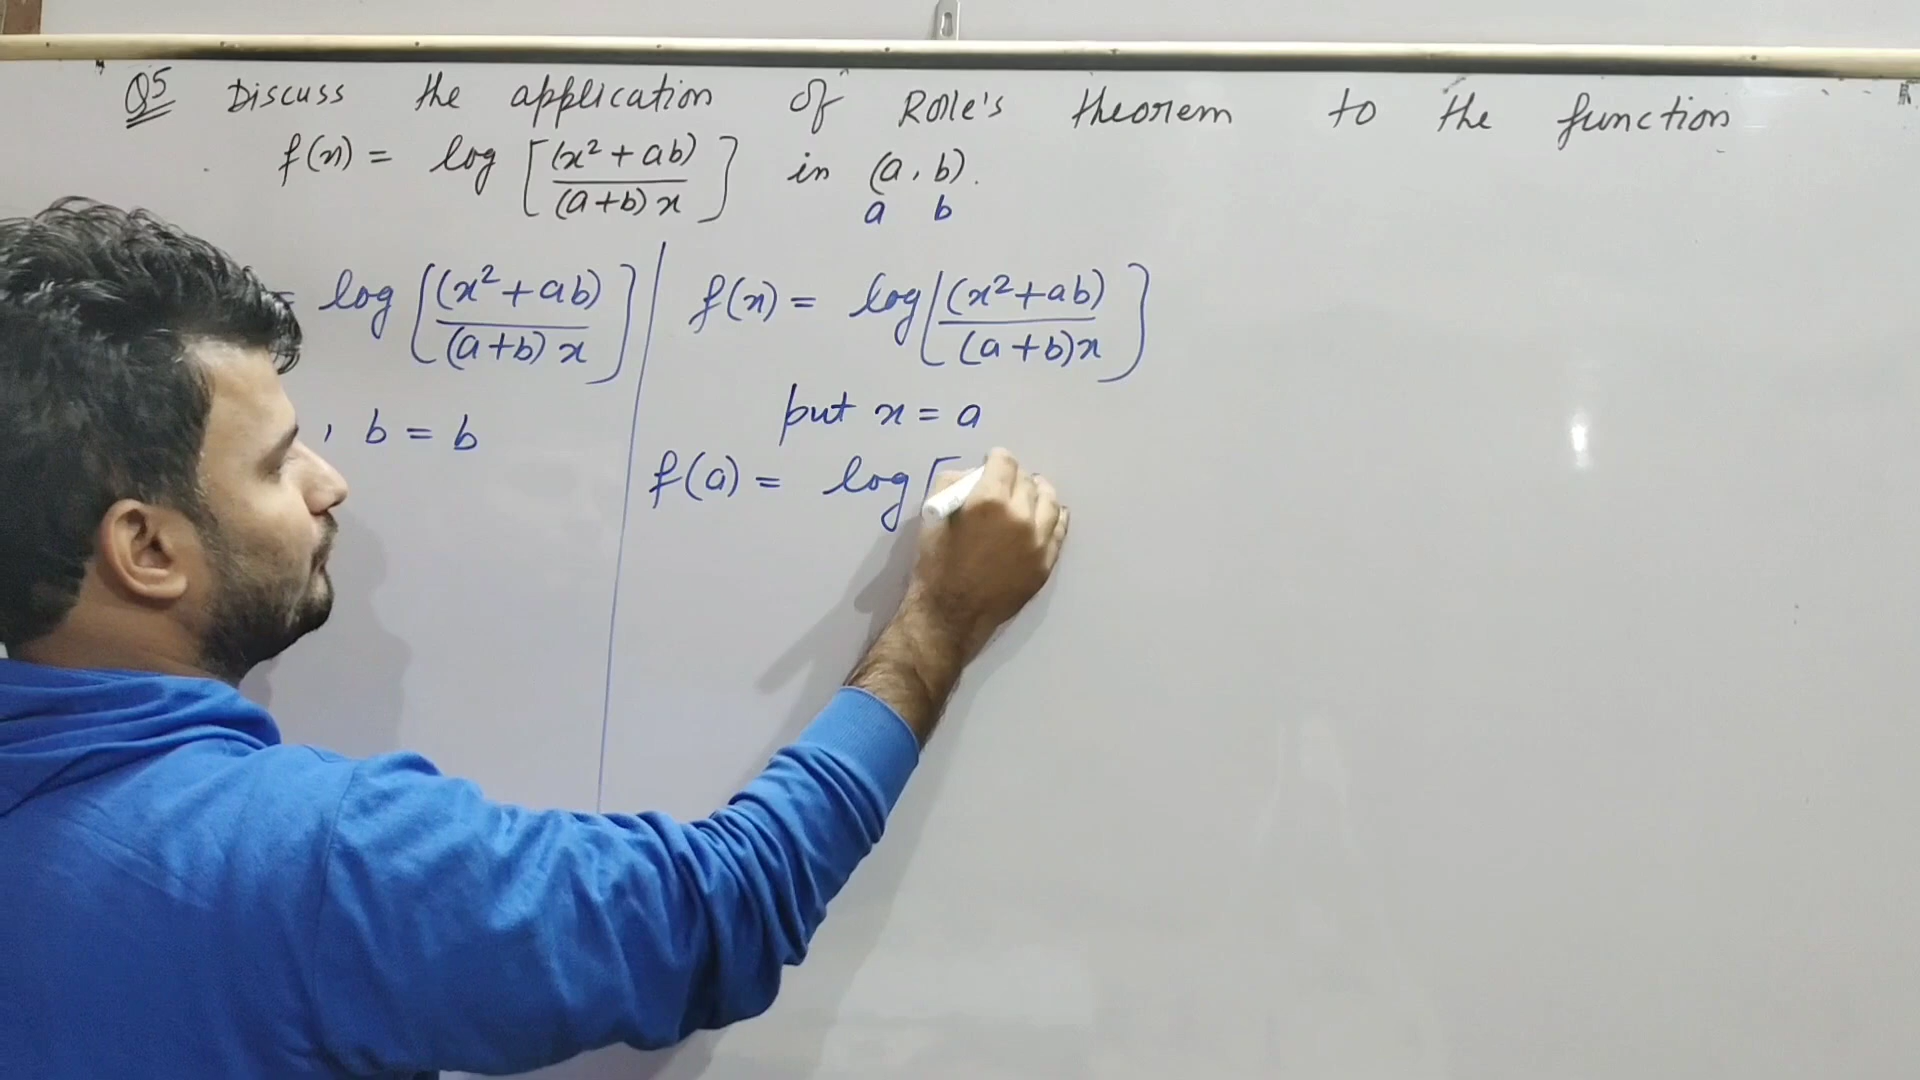 Q5 Discuss the application of Rolle's theorem to the function
f(x) = log [(x² + ab) / (a+b) x] in (a, b).
a b
= log [(x² + ab) / (a+b) x]
, b = b
f(x) = log [(x² + ab) / (a+b)x]
put x = a
f(a) = log [